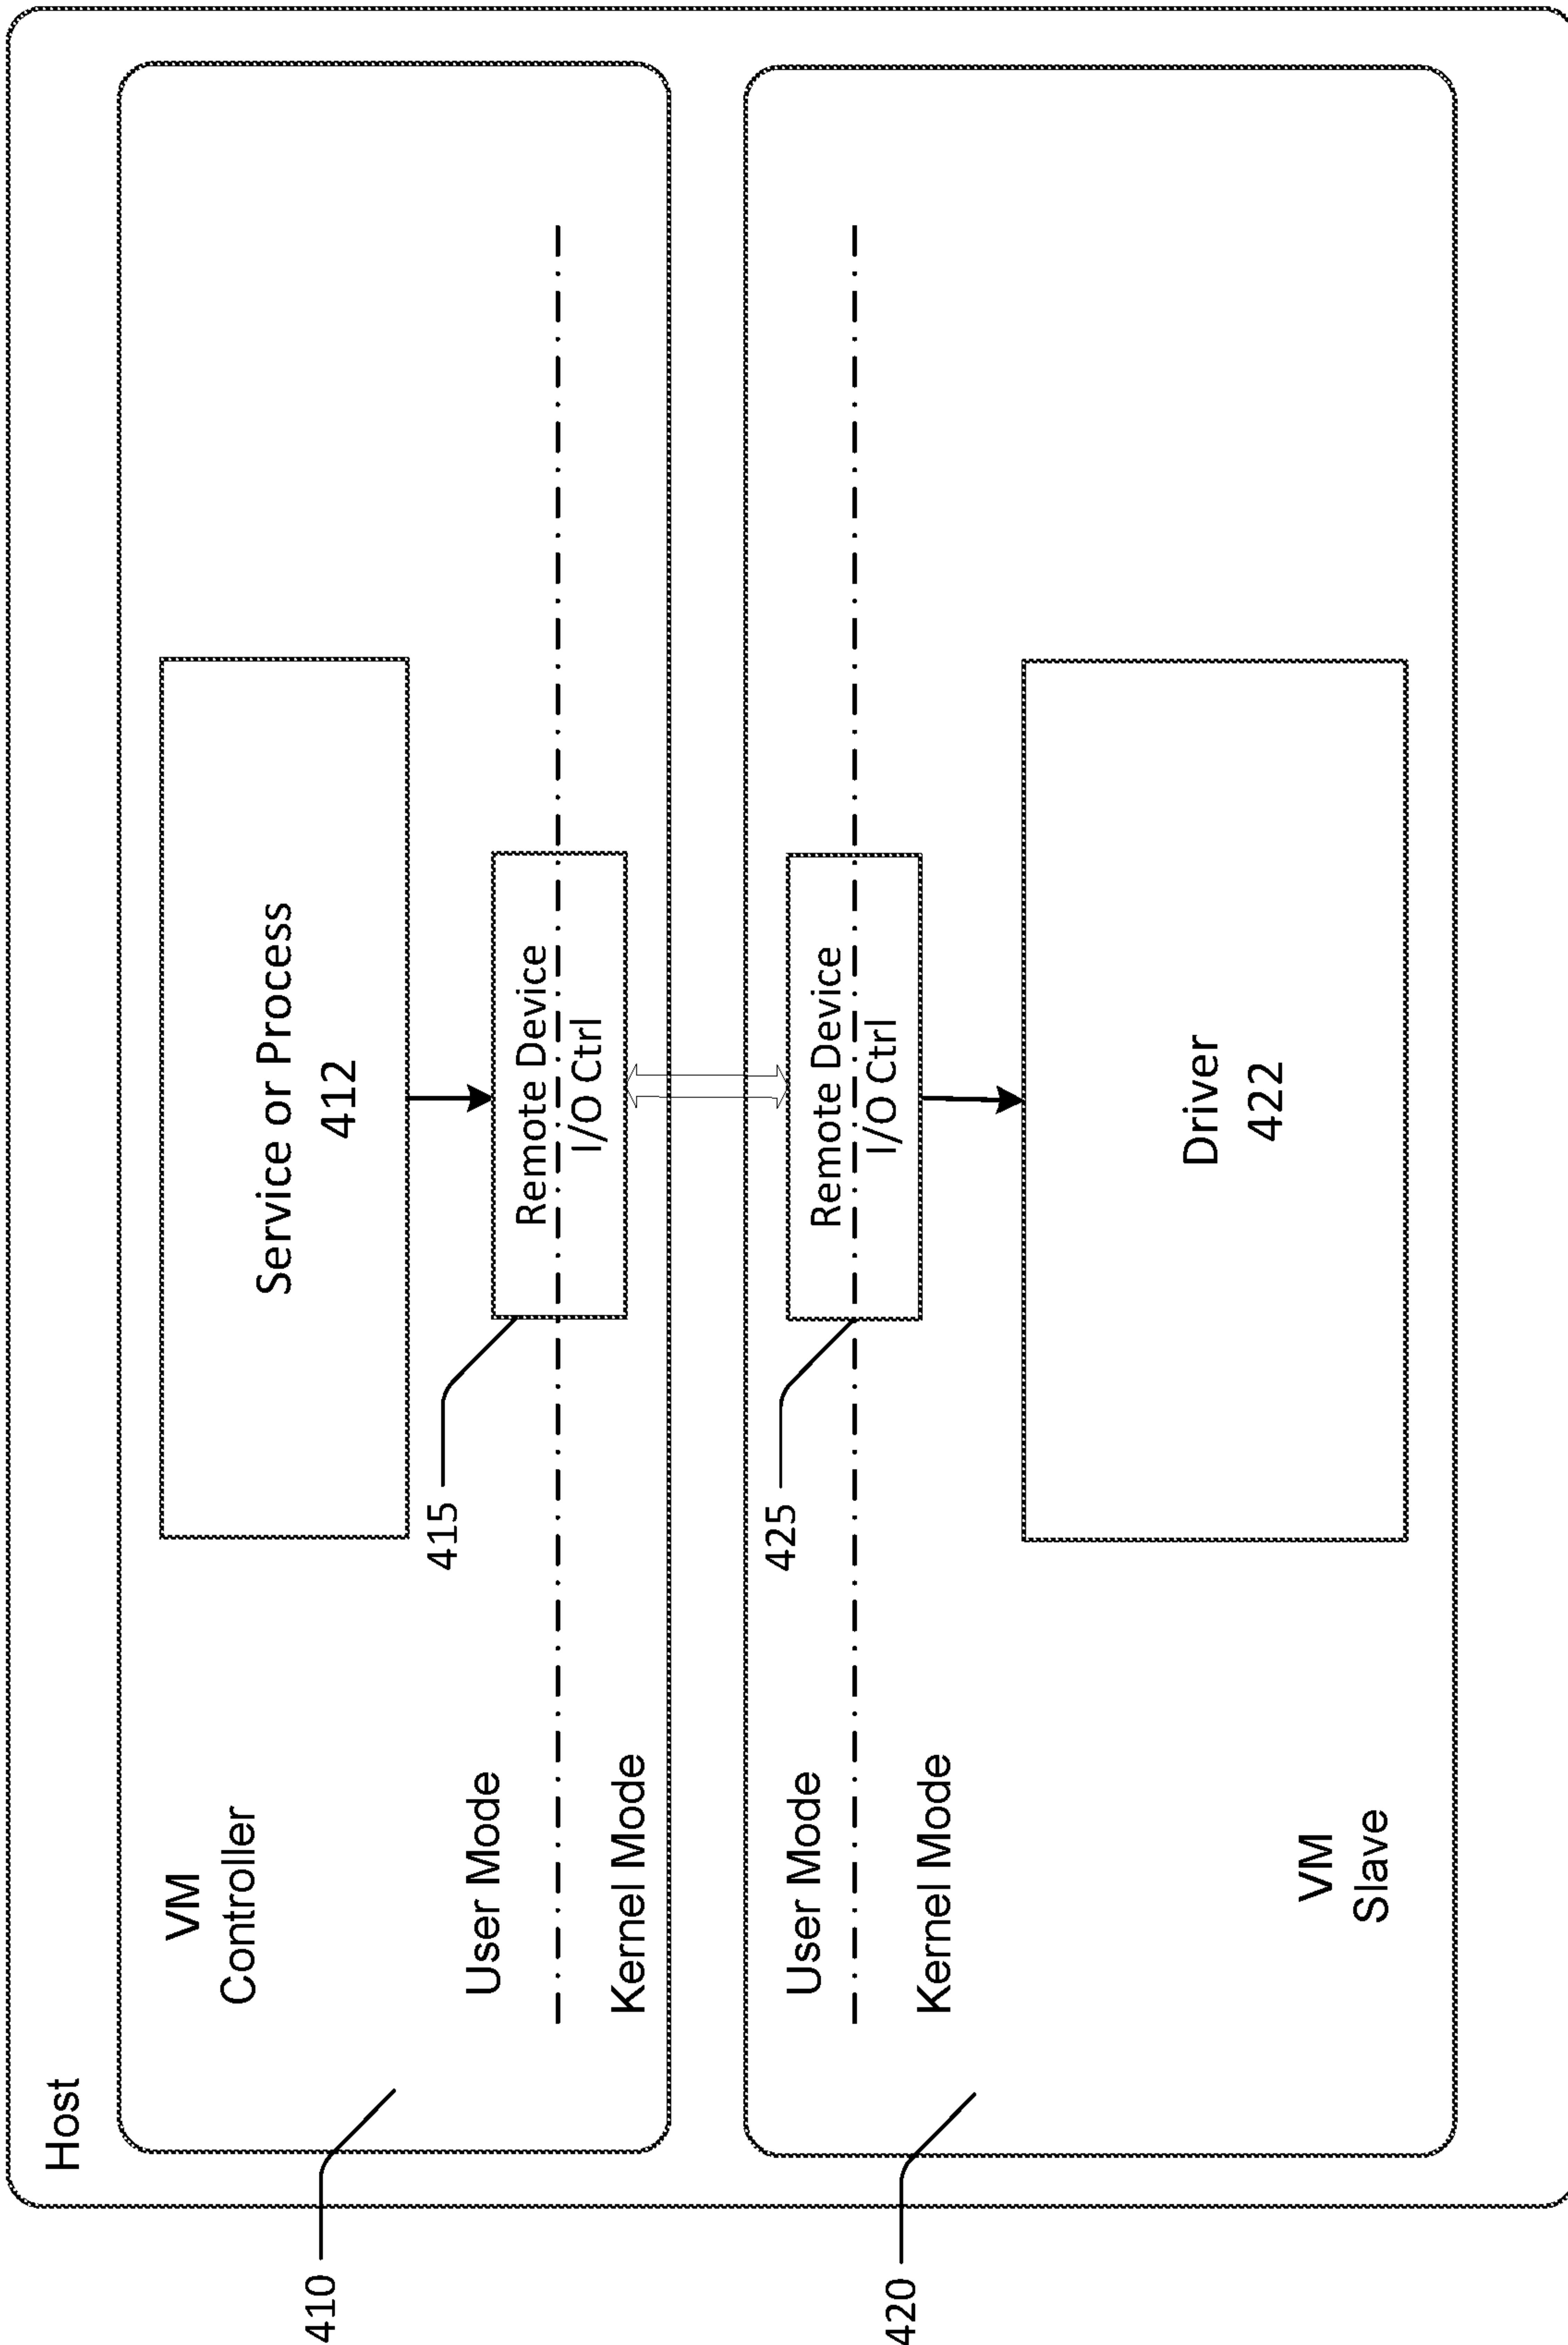 Host
410
VM
Controller
Service or Process
412
415
Remote Device
I/O Ctrl
User Mode
Kernel Mode
420
User Mode
Kernel Mode
425
Remote Device
I/O Ctrl
Driver
422
VM
Slave